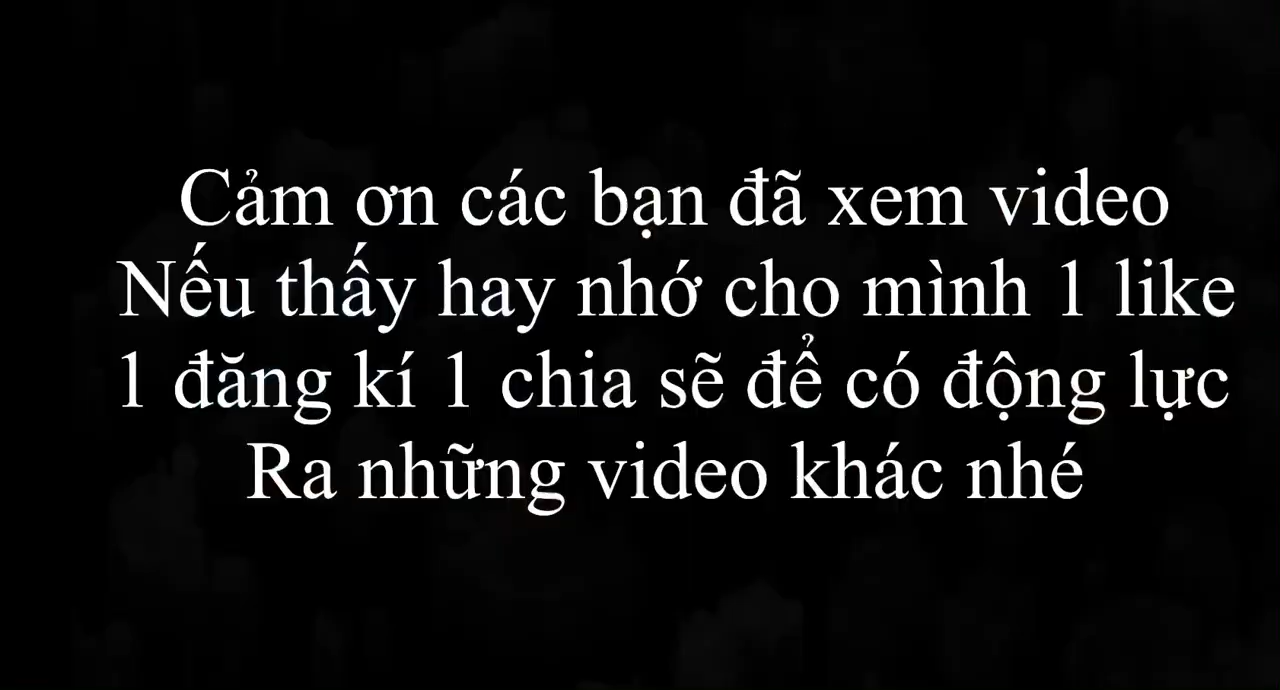 Cảm ơn các bạn đã xem video
Nếu thấy hay nhớ cho mình 1 like
1 đăng kí 1 chia sẽ để có động lực
Ra những video khác nhé